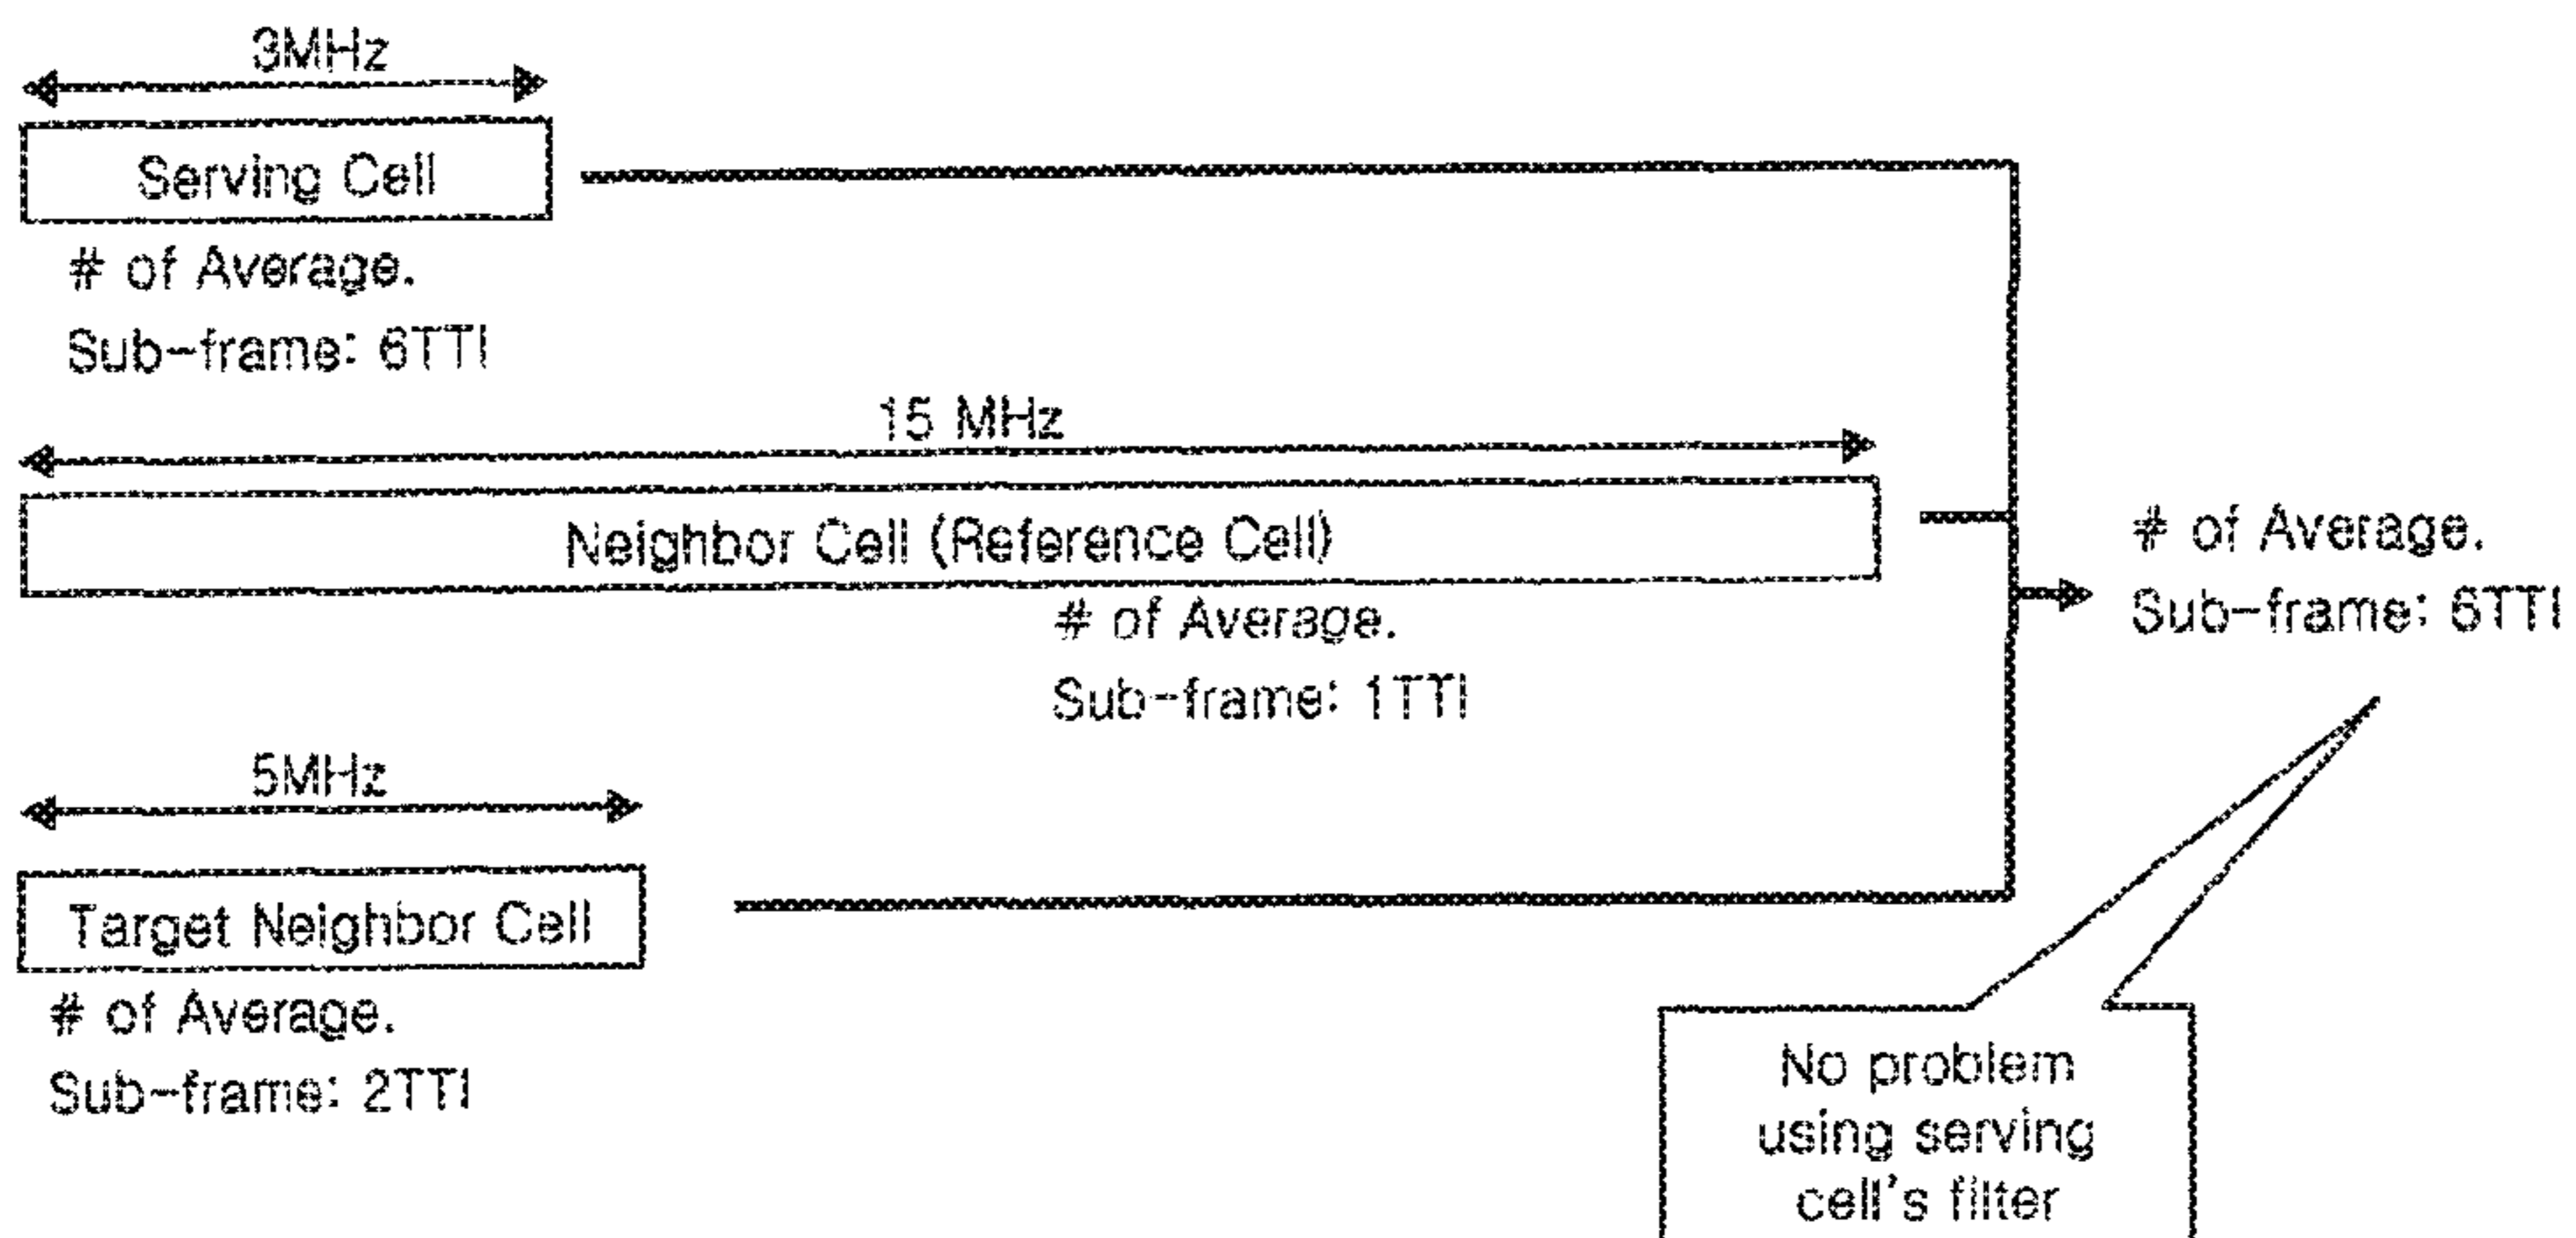 3MHz
Serving Cell
# of Average.
Sub-frame: 6TTI
15 MHz
Neighbor Cell (Reference Cell)
# of Average.
Sub-frame: 1TTI
# of Average.
Sub-frame: 6TTI
5MHz
Target Neighbor Cell
# of Average.
Sub-frame: 2TTI
No problem
using serving
cell's filter